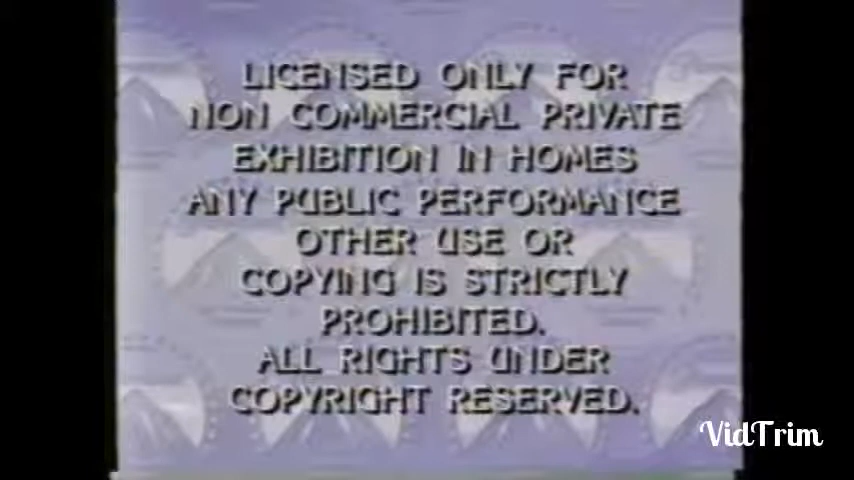 LICENSED ONLY FOR
NON COMMERCIAL PRIVATE
EXHIBITION IN HOMES
ANY PUBLIC PERFORMANCE
OTHER USE OR
COPYING IS STRICTLY
PROHIBITED.
ALL RIGHTS UNDER
COPYRIGHT RESERVED.
VidTrim